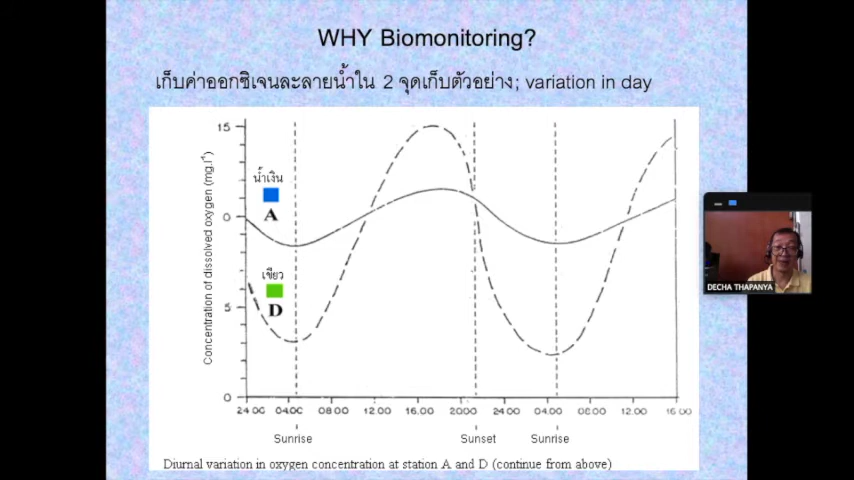 WHY Biomonitoring?
เก็บค่าออกซิเจนละลายน้ำใน 2 จุดเก็บตัวอย่าง; variation in day
Concentration of dissolved oxygen (mg.l⁻¹)
15
0
5
0
น้ำเงิน
A
เขียว
D
24 00 04.00 08 00 12.00 16.00 2000 24 00 04.00 08.00 12.00 16 00
Sunrise Sunset Sunrise
Diurnal variation in oxygen concentration at station A and D (continue from above)
DECHA THAPANYA